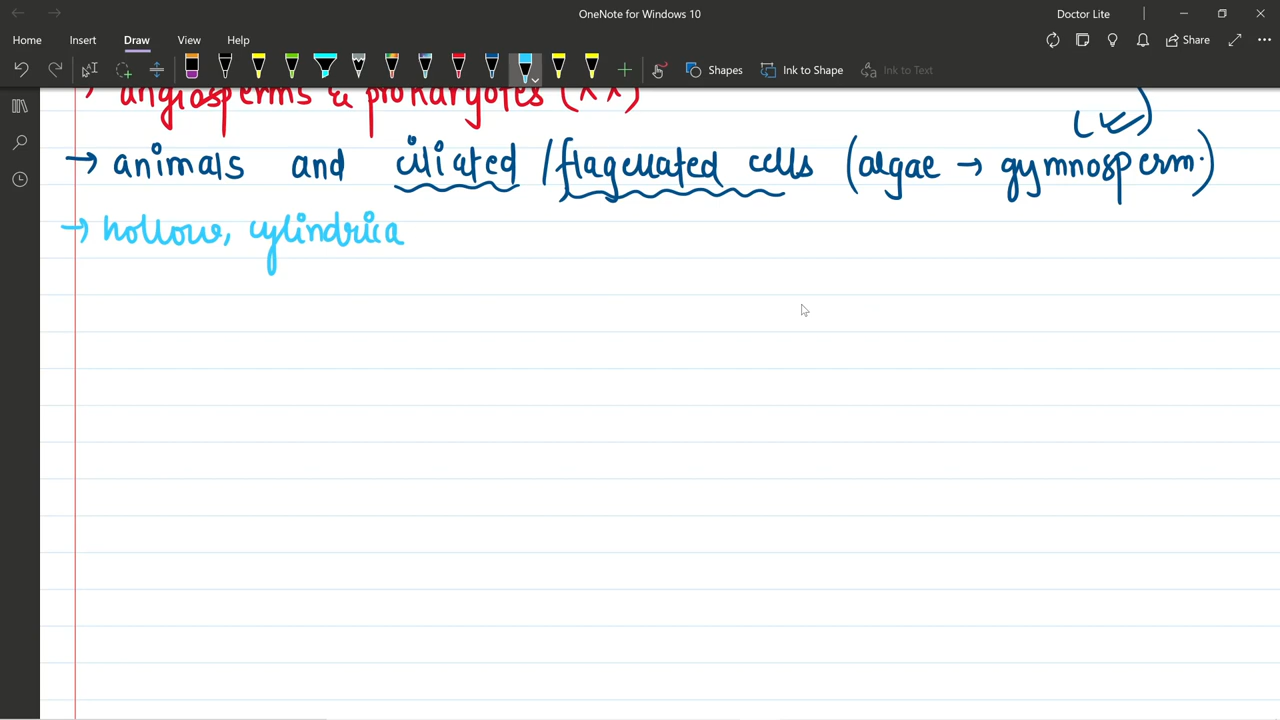 OneNote for Windows 10
Doctor Lite
Home Insert Draw View Help
Share
Shapes Ink to Shape Ink to Text
→ angiosperms & prokaryotes (××)
(✓)
→ animals and ciliated / flagellated cells (algae → gymnosperm.)
→ hollow, cylindrica